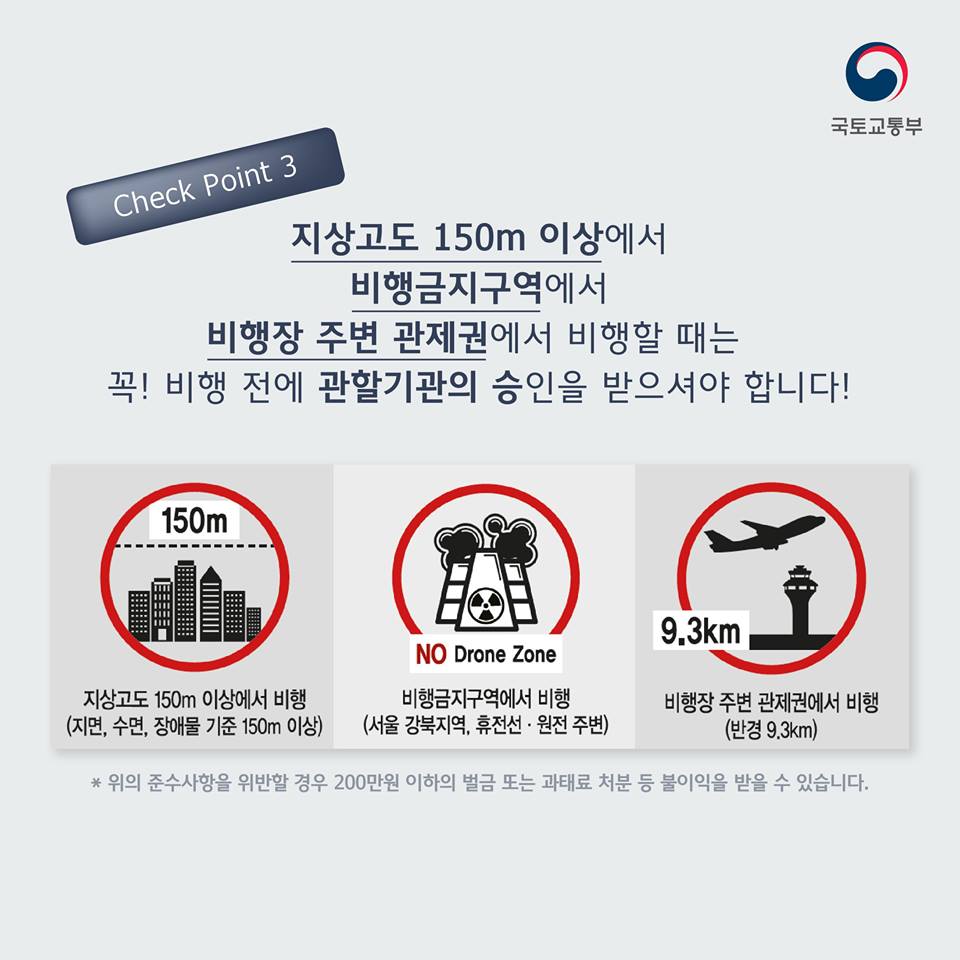 국토교통부
Check Point 3
지상고도 150m 이상에서
비행금지구역에서
비행장 주변 관제권에서 비행할 때는
꼭! 비행 전에 관할기관의 승인을 받으셔야 합니다!
150m
지상고도 150m 이상에서 비행
(지면, 수면, 장애물 기준 150m 이상)
NO Drone Zone
비행금지구역에서 비행
(서울 강북지역, 휴전선 · 원전 주변)
9.3km
비행장 주변 관제권에서 비행
(반경 9.3km)
* 위의 준수사항을 위반할 경우 200만원 이하의 벌금 또는 과태료 처분 등 불이익을 받을 수 있습니다.